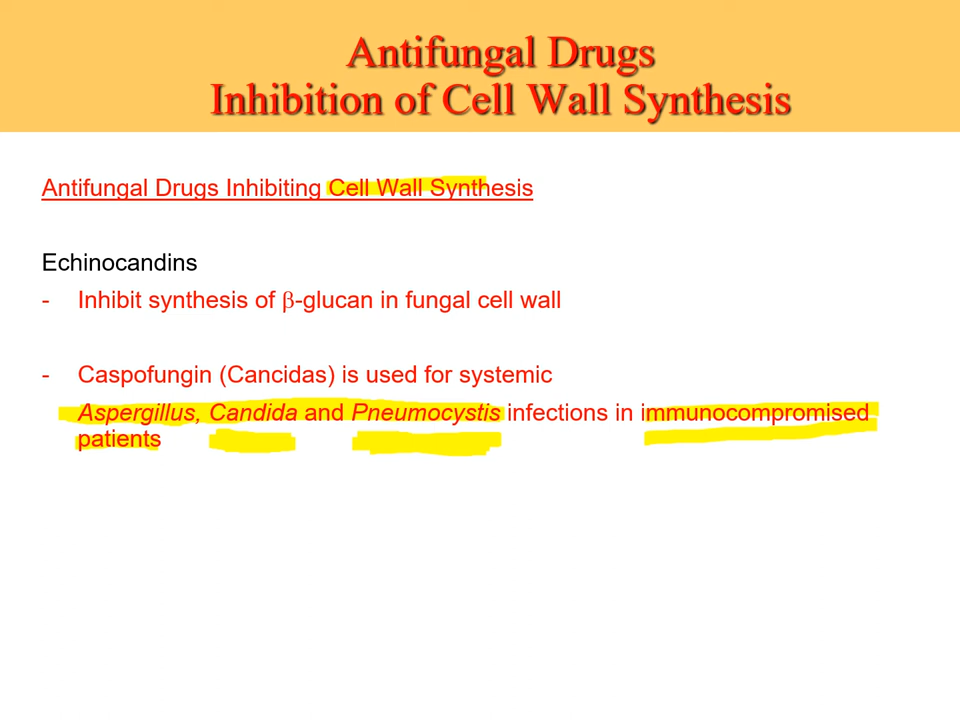 Antifungal Drugs
Inhibition of Cell Wall Synthesis
Antifungal Drugs Inhibiting Cell Wall Synthesis
Echinocandins
- Inhibit synthesis of β-glucan in fungal cell wall
- Caspofungin (Cancidas) is used for systemic
Aspergillus, Candida and Pneumocystis infections in immunocompromised
patients